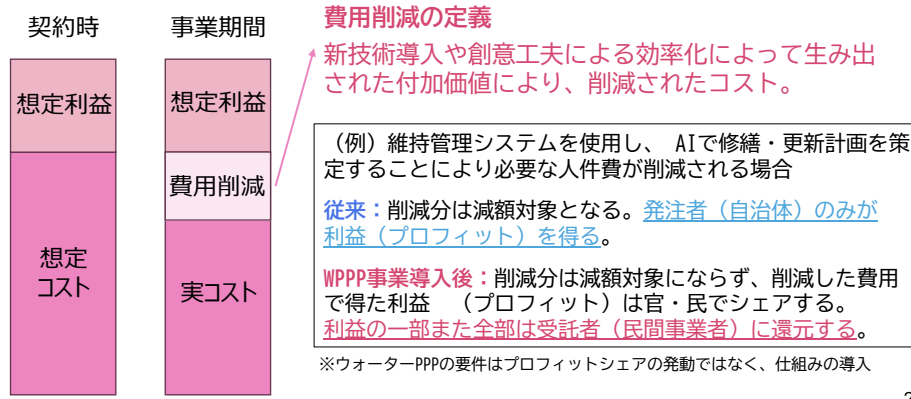 契約時
事業期間
想定利益
想定
コスト
想定利益
費用削減
実コスト
費用削減の定義
新技術導入や創意工夫による効率化によって生み出
された付加価値により、削減されたコスト。
（例）維持管理システムを使用し、 AIで修繕・更新計画を策
定することにより必要な人件費が削減される場合
従来：削減分は減額対象となる。発注者（自治体）のみが
利益（プロフィット）を得る。
WPPP事業導入後：削減分は減額対象にならず、削減した費用
で得た利益　（プロフィット）は官・民でシェアする。
利益の一部また全部は受託者（民間事業者）に還元する。
※ウォーターPPPの要件はプロフィットシェアの発動ではなく、仕組みの導入